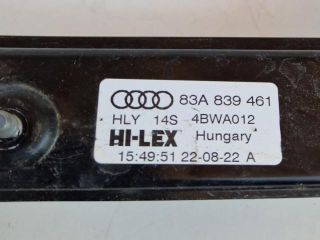 83A 839 461
HLY 14S 4BWA012
HI-LEX Hungary
15:49:51 22-08-22 A